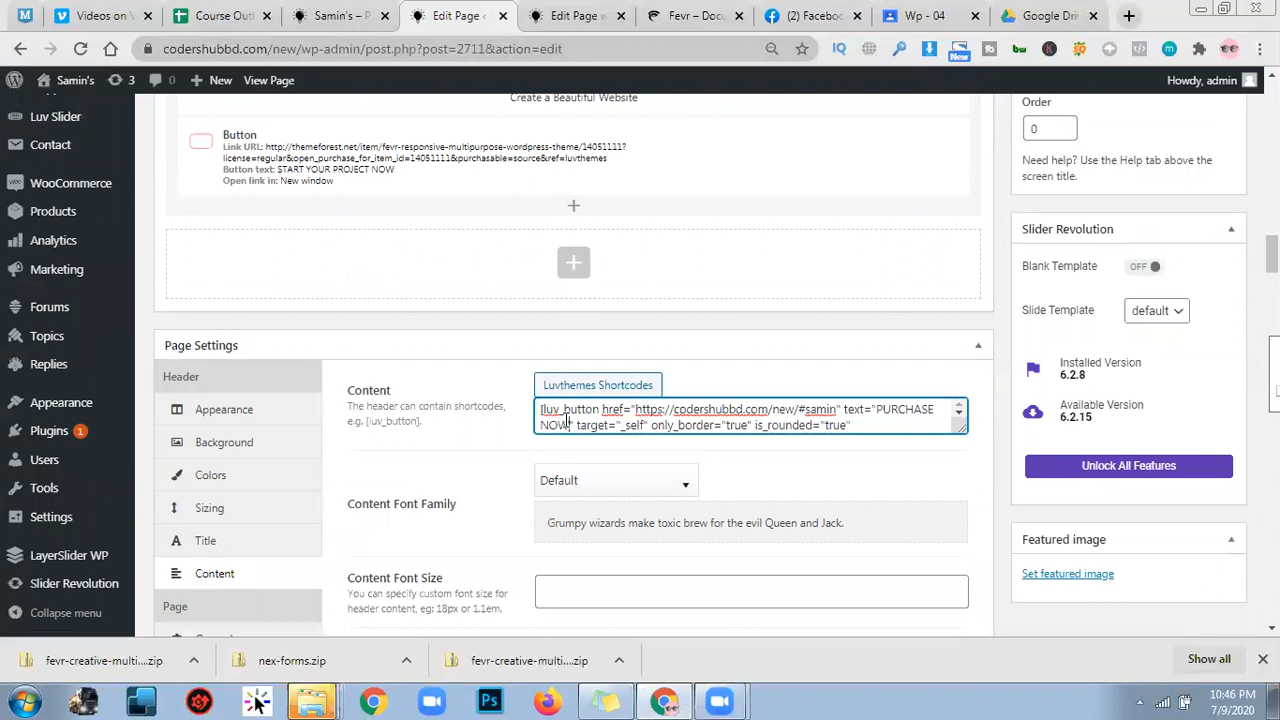 Samin's – P
Course Outl
Samin's – P
Edit Page ‹
Edit Page ‹
Fevr – Docu
(2) Faceboo
Wp - 04
Google Driv
codershubbd.com/new/wp-admin/post.php?post=2711&action=edit
New
Samin's
3
New
View Page
Howdy, admin
Luv Slider
Contact
WooCommerce
Products
Analytics
Marketing
Forums
Topics
Replies
Appearance
Plugins 1
Users
Tools
Settings
LayerSlider WP
Slider Revolution
Collapse menu
Create a Beautiful Website
Button
Link URL: http://themeforest.net/item/fevr-responsive-multipurpose-wordpress-theme/14051111?
license=regular&open_purchase_for_item_id=14051111&purchasable=source&ref=luvthemes
Button text: START YOUR PROJECT NOW
Open link in: New window
Page Settings
Header
Appearance
Background
Colors
Sizing
Title
Content
Page
Content
The header can contain shortcodes,
e.g. [luv_button].
Luvthemes Shortcodes
[luv_button href="https://codershubbd.com/new/#samin" text="PURCHASE
NOW" target="_self" only_border="true" is_rounded="true"
Content Font Family
Default
Grumpy wizards make toxic brew for the evil Queen and Jack.
Content Font Size
You can specify custom font size for
header content, eg: 18px or 1.1em.
Order
0
Need help? Use the Help tab above the
screen title.
Slider Revolution
Blank Template
OFF
Slide Template
default
Installed Version
6.2.8
Available Version
6.2.15
Unlock All Features
Featured image
Set featured image
fevr-creative-multi....zip
nex-forms.zip
fevr-creative-multi....zip
Show all
Ps
10:46 PM
7/9/2020